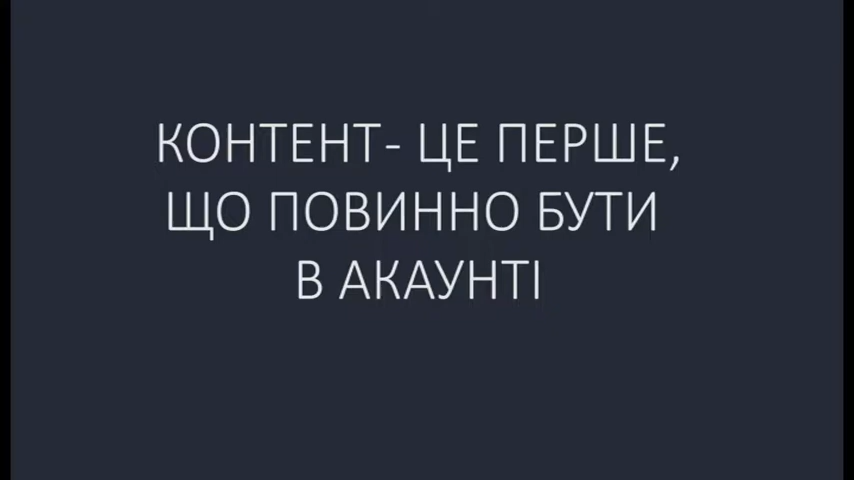 КОНТЕНТ- ЦЕ ПЕРШЕ,
ЩО ПОВИННО БУТИ
В АКАУНТІ